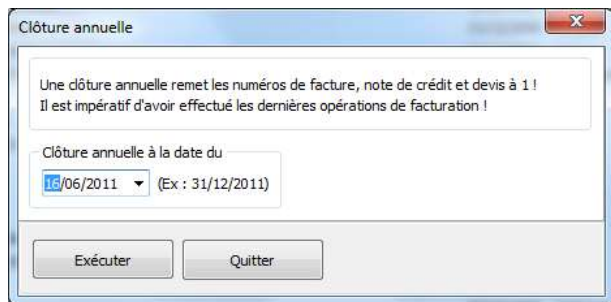 Clôture annuelle
Une clôture annuelle remet les numéros de facture, note de crédit et devis à 1 !
Il est impératif d'avoir effectué les dernières opérations de facturation !
Clôture annuelle à la date du
16/06/2011 (Ex : 31/12/2011)
Exécuter Quitter